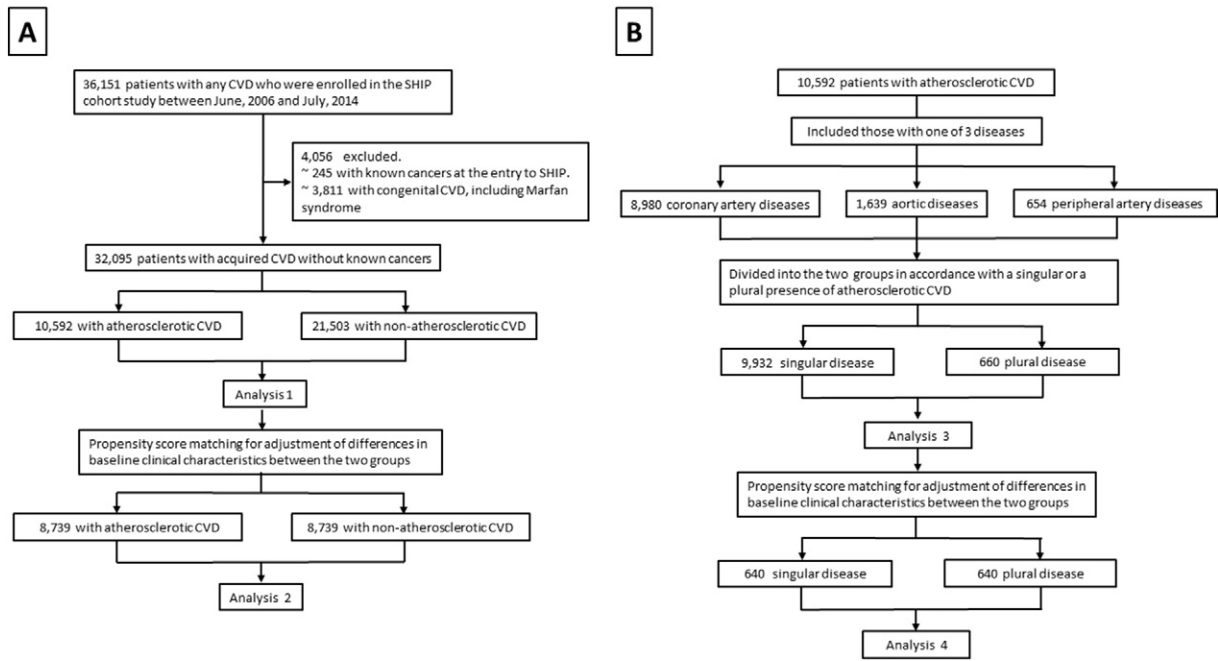 A
36,151 patients with any CVD who were enrolled in the SHIP
cohort study between June, 2006 and July, 2014
4,056 excluded.
~ 245 with known cancers at the entry to SHIP.
~ 3,811 with congenital CVD, including Marfan
syndrome
32,095 patients with acquired CVD without known cancers
10,592 with atherosclerotic CVD
21,503 with non-atherosclerotic CVD
Analysis 1
Propensity score matching for adjustment of differences in
baseline clinical characteristics between the two groups
8,739 with atherosclerotic CVD
8,739 with non-atherosclerotic CVD
Analysis 2
B
10,592 patients with atherosclerotic CVD
Included those with one of 3 diseases
8,980 coronary artery diseases
1,639 aortic diseases
654 peripheral artery diseases
Divided into the two groups in accordance with a singular or a
plural presence of atherosclerotic CVD
9,932 singular disease
660 plural disease
Analysis 3
Propensity score matching for adjustment of differences in
baseline clinical characteristics between the two groups
640 singular disease
640 plural disease
Analysis 4